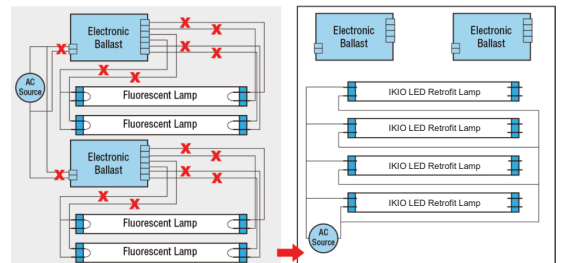 Electronic
Ballast
AC
Source
Fluorescent Lamp
Fluorescent Lamp
Electronic
Ballast
Fluorescent Lamp
Fluorescent Lamp
Electronic
Ballast
Electronic
Ballast
IKIO LED Retrofit Lamp
IKIO LED Retrofit Lamp
IKIO LED Retrofit Lamp
IKIO LED Retrofit Lamp
AC
Source